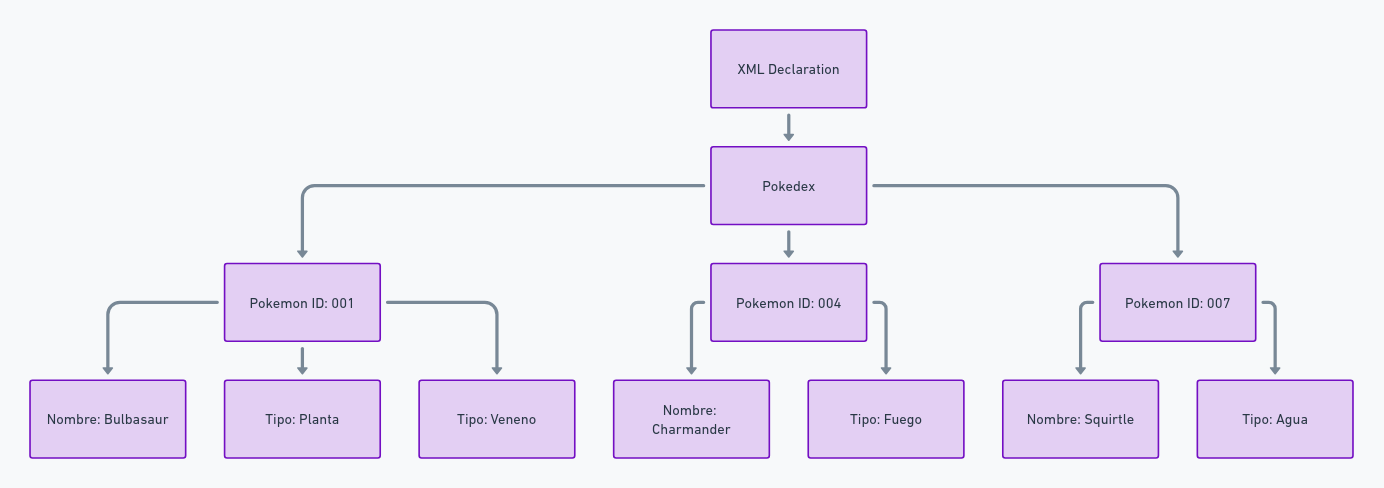 XML Declaration
Pokedex
Pokemon ID: 001
Pokemon ID: 004
Pokemon ID: 007
Nombre: Bulbasaur
Tipo: Planta
Tipo: Veneno
Nombre:
Charmander
Tipo: Fuego
Nombre: Squirtle
Tipo: Agua